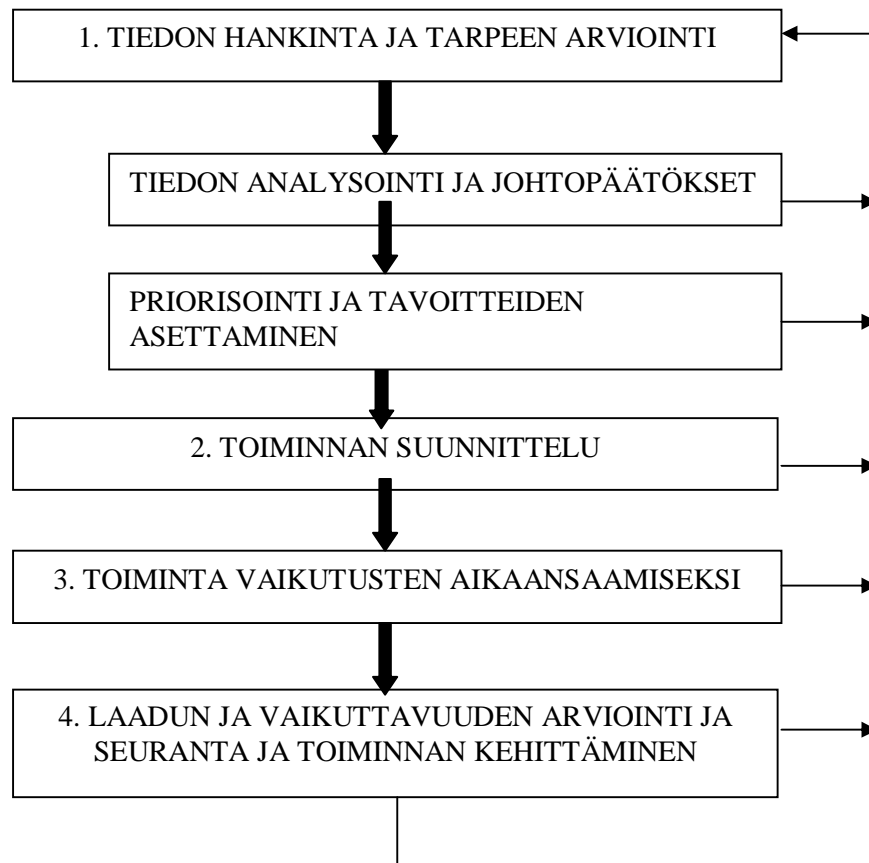 1. TIEDON HANKINTA JA TARPEEN ARVIOINTI
TIEDON ANALYSOINTI JA JOHTOPÄÄTÖKSET
PRIORISOINTI JA TAVOITTEIDEN
ASETTAMINEN
2. TOIMINNAN SUUNNITTELU
3. TOIMINTA VAIKUTUSTEN AIKAANSAAMISEKSI
4. LAADUN JA VAIKUTTAVUUDEN ARVIOINTI JA
SEURANTA JA TOIMINNAN KEHITTÄMINEN